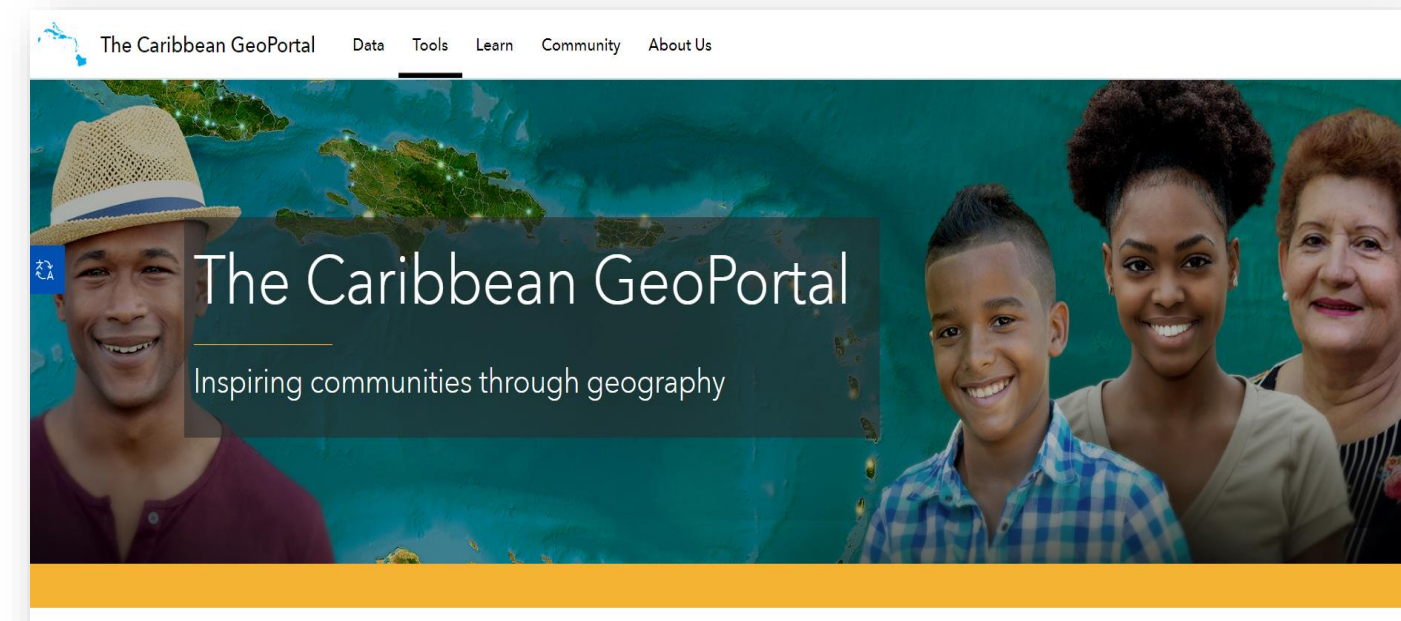 The Caribbean GeoPortal Data Tools Learn Community About Us
The Caribbean GeoPortal
Inspiring communities through geography